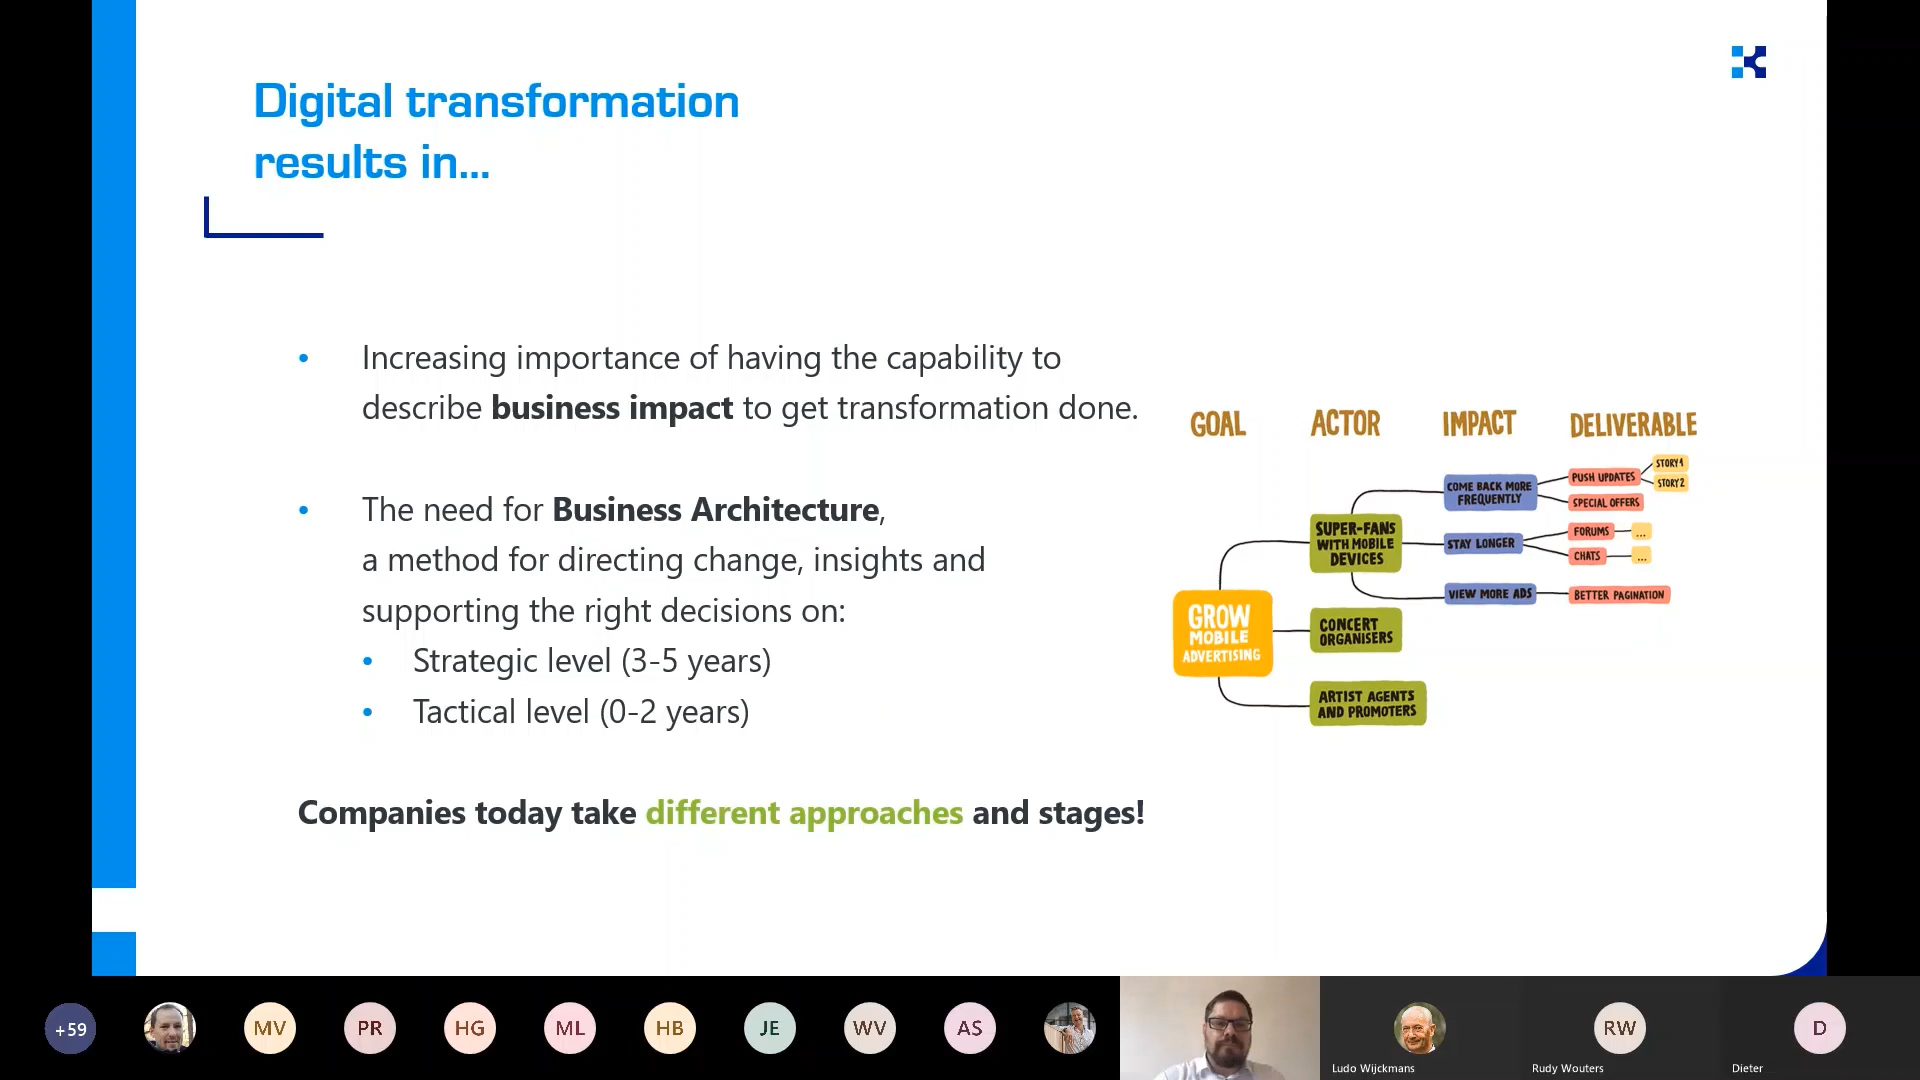 Digital transformation
results in...
• Increasing importance of having the capability to
describe business impact to get transformation done.
• The need for Business Architecture,
a method for directing change, insights and
supporting the right decisions on:
• Strategic level (3-5 years)
• Tactical level (0-2 years)
Companies today take different approaches and stages!
GOAL
ACTOR
IMPACT
DELIVERABLE
GROW
MOBILE
ADVERTISING
SUPER-FANS
WITH MOBILE
DEVICES
CONCERT
ORGANISERS
ARTIST AGENTS
AND PROMOTERS
COME BACK MORE
FREQUENTLY
STAY LONGER
VIEW MORE ADS
PUSH UPDATES
STORY 1
STORY 2
SPECIAL OFFERS
FORUMS
...
CHATS
...
BETTER PAGINATION
+59
MV
PR
HG
ML
HB
JE
WV
AS
Ludo Wijckmans
RW
Rudy Wouters
D
Dieter